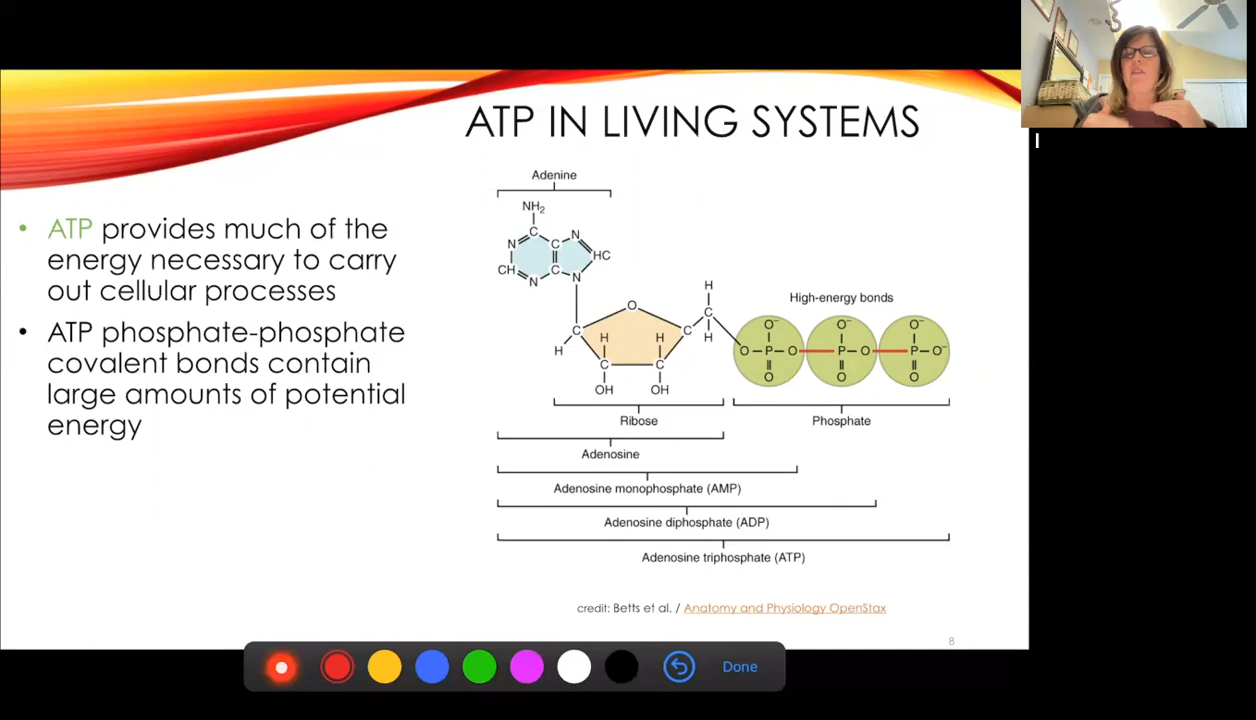 ATP IN LIVING SYSTEMS
• ATP provides much of the
energy necessary to carry
out cellular processes
• ATP phosphate-phosphate
covalent bonds contain
large amounts of potential
energy
Adenine
NH₂
C
N
N
C
HC
CH
C
N
N
High-energy bonds
H
C
H
O
O⁻ O⁻ O⁻
O P O P O P O⁻
O O O
C H H C
H
C C
OH OH
Ribose
Phosphate
Adenosine
Adenosine monophosphate (AMP)
Adenosine diphosphate (ADP)
Adenosine triphosphate (ATP)
credit: Betts et al. / Anatomy and Physiology OpenStax
8
Done